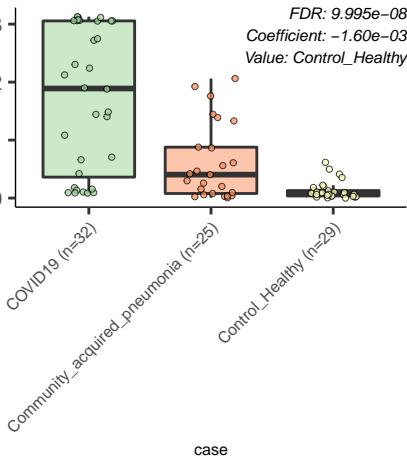 FDR: 9.995e−08
Coefficient: −1.60e−03
Value: Control_Healthy
COVID19 (n=32)
Community_acquired_pneumonia (n=25)
Control_Healthy (n=29)
case